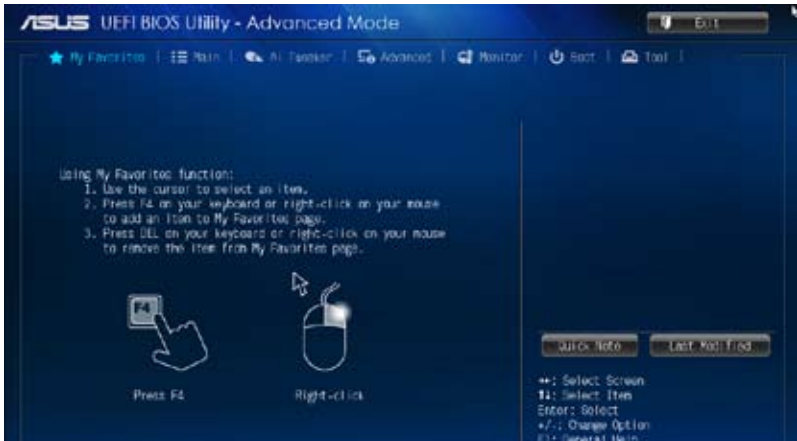 ASUS UEFI BIOS Utility - Advanced Mode
Exit
My Favorites | Main | Ai Tweaker | Advanced | Monitor | Boot | Tool |
Using My Favorites function:
1. Use the cursor to select an item.
2. Press F4 on your keyboard or right-click on your mouse
to add an item to My Favorites page.
3. Press DEL on your keyboard or right-click on your mouse
to remove the item from My Favorites page.
F4
Press F4
Right-click
Quick Note
Last Modified
→←: Select Screen
↑↓: Select Item
Enter: Select
+/-: Change Option
F1: General Help